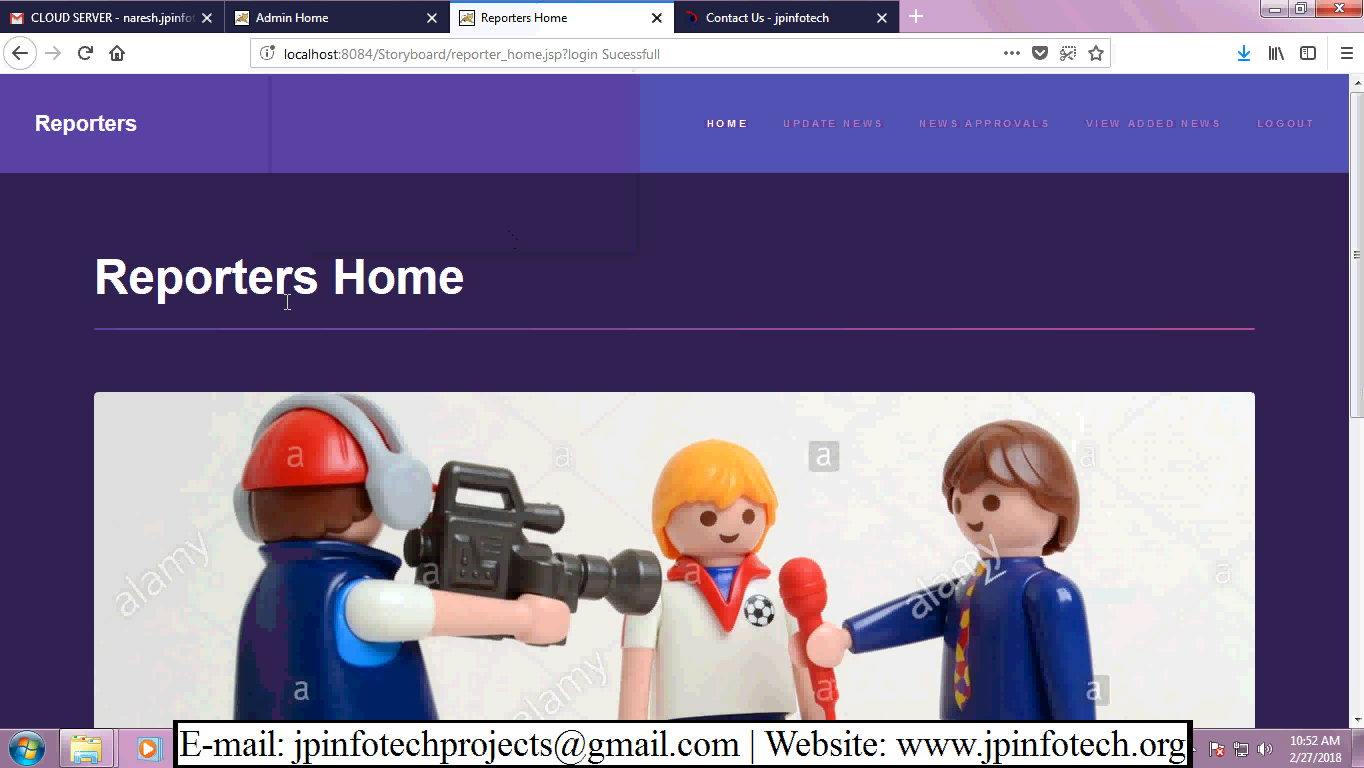 CLOUD SERVER - naresh.jpinfot
Admin Home
Reporters Home
Contact Us - jpinfotech
localhost:8084/Storyboard/reporter_home.jsp?login Sucessfull
Reporters
HOME
UPDATE NEWS
NEWS APPROVALS
VIEW ADDED NEWS
LOGOUT
Reporters Home
a
a
a
a
alamy
a
a
alamy
a
a
alamy
a
a
E-mail: jpinfotechprojects@gmail.com | Website: www.jpinfotech.org
10:52 AM
2/27/2018